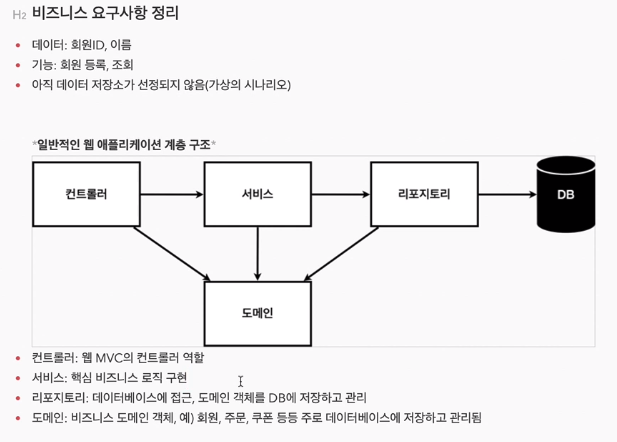 H2 비즈니스 요구사항 정리
• 데이터: 회원ID, 이름
• 기능: 회원 등록, 조회
• 아직 데이터 저장소가 선정되지 않음(가상의 시나리오)
*일반적인 웹 애플리케이션 계층 구조*
컨트롤러 서비스 리포지토리 DB
도메인
• 컨트롤러: 웹 MVC의 컨트롤러 역할
• 서비스: 핵심 비즈니스 로직 구현
• 리포지토리: 데이터베이스에 접근, 도메인 객체를 DB에 저장하고 관리
• 도메인: 비즈니스 도메인 객체, 예) 회원, 주문, 쿠폰 등등 주로 데이터베이스에 저장하고 관리됨